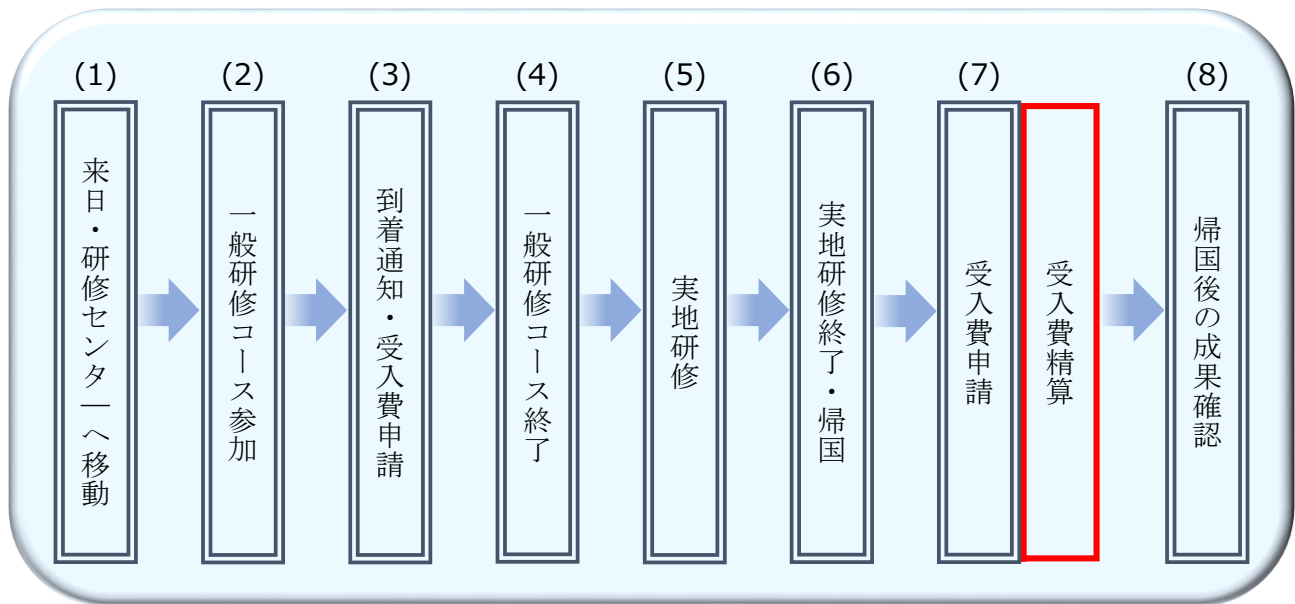 (1)
来日・研修センターへ移動
(2)
一般研修コース参加
(3)
到着通知・受入費申請
(4)
一般研修コース終了
(5)
実地研修
(6)
実地研修終了・帰国
(7)
受入費申請
受入費精算
(8)
帰国後の成果確認